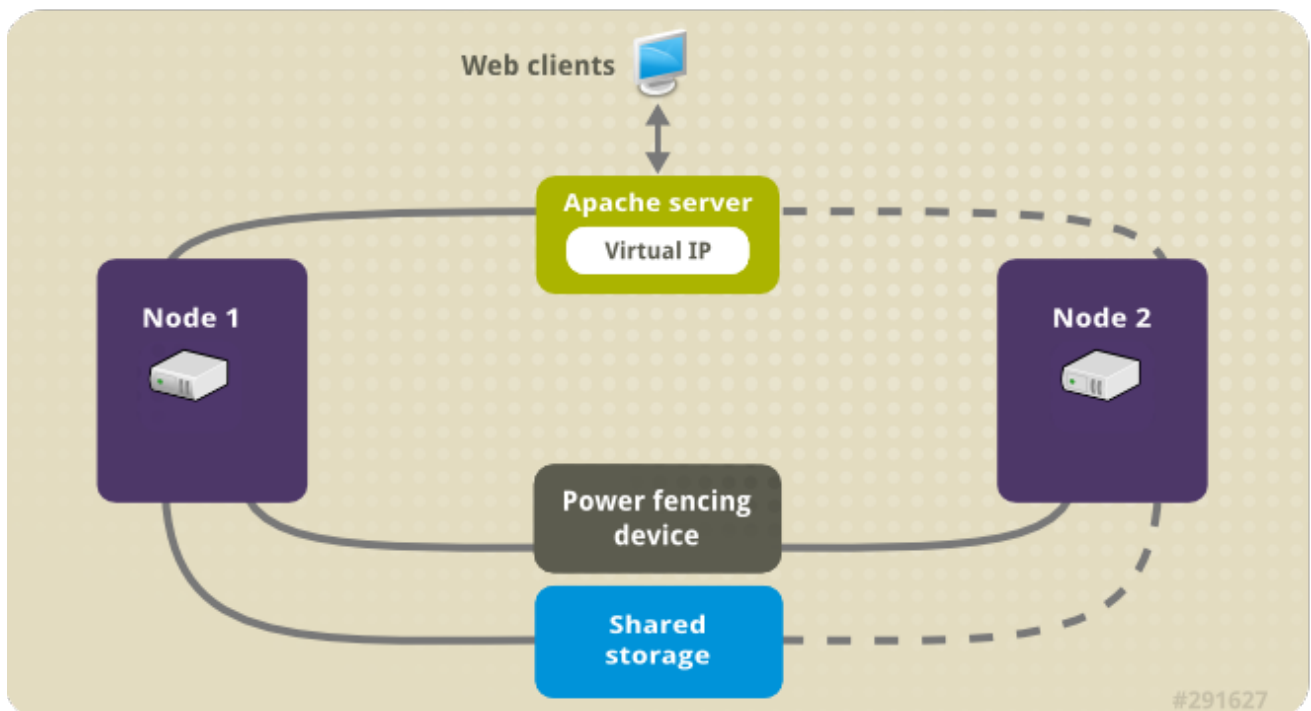 Web clients
Apache server
Virtual IP
Node 1
Node 2
Power fencing
device
Shared
storage
#291627